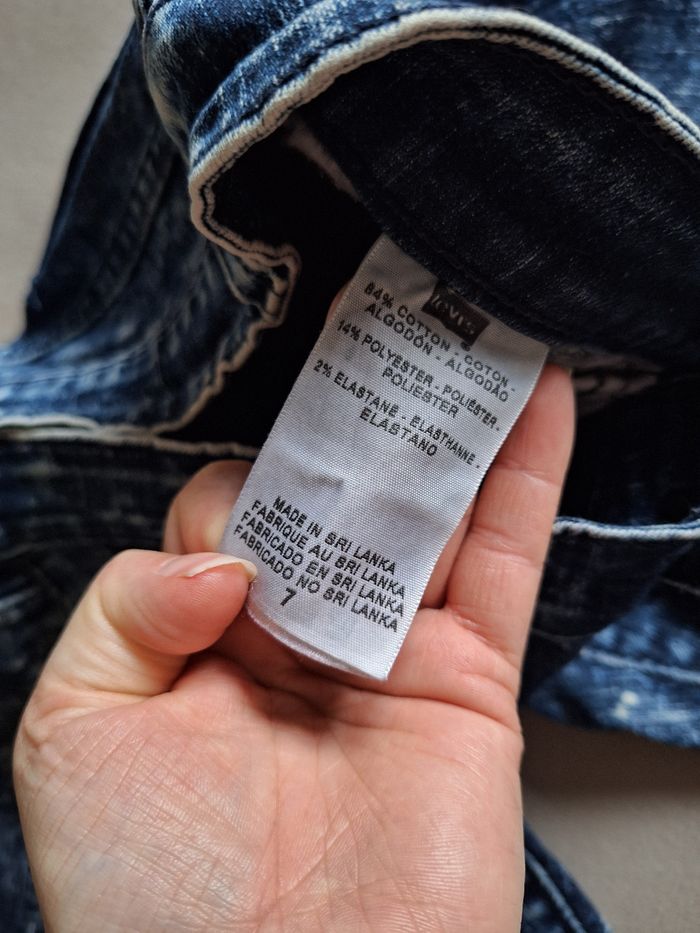 Levi's
84% COTTON - COTON -
ALGODÓN - ALGODÃO
14% POLYESTER - POLIÉSTER -
POLIESTER
2% ELASTANE - ELASTHANNE -
ELASTANO
MADE IN SRI LANKA
FABRIQUE AU SRI LANKA
FABRICADO EN SRI LANKA
FABRICADO NO SRI LANKA
7